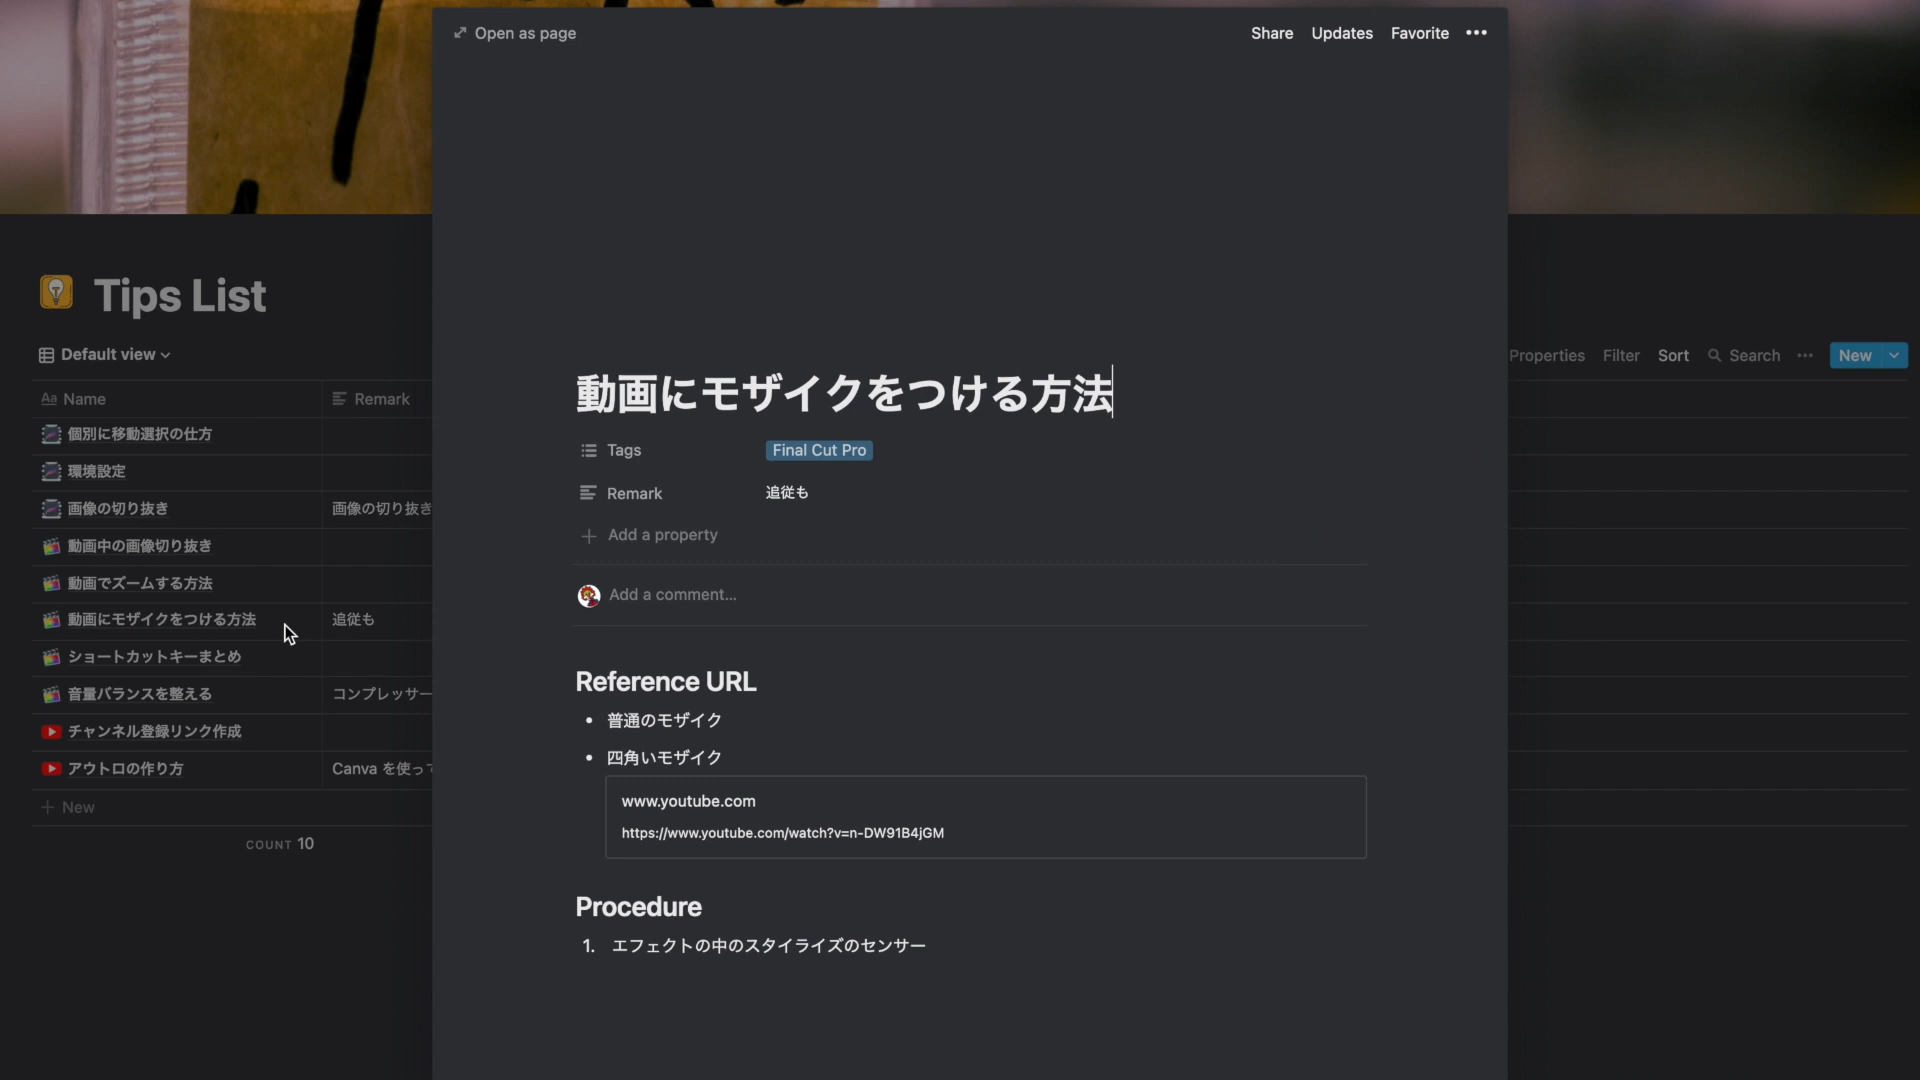 Open as page
Share Updates Favorite
Tips List
Default view
Properties Filter Sort Search New
Aa Name Remark
個別に移動選択の仕方
環境設定
画像の切り抜き 画像の切り抜き
動画中の画像切り抜き
動画でズームする方法
動画にモザイクをつける方法 追従も
ショートカットキーまとめ
音量バランスを整える コンプレッサー
チャンネル登録リンク作成
アウトロの作り方 Canva を使って
New
COUNT 10
動画にモザイクをつける方法
Tags Final Cut Pro
Remark 追従も
Add a property
Add a comment...
Reference URL
普通のモザイク
四角いモザイク
www.youtube.com
https://www.youtube.com/watch?v=n-DW91B4jGM
Procedure
1. エフェクトの中のスタイライズのセンサー